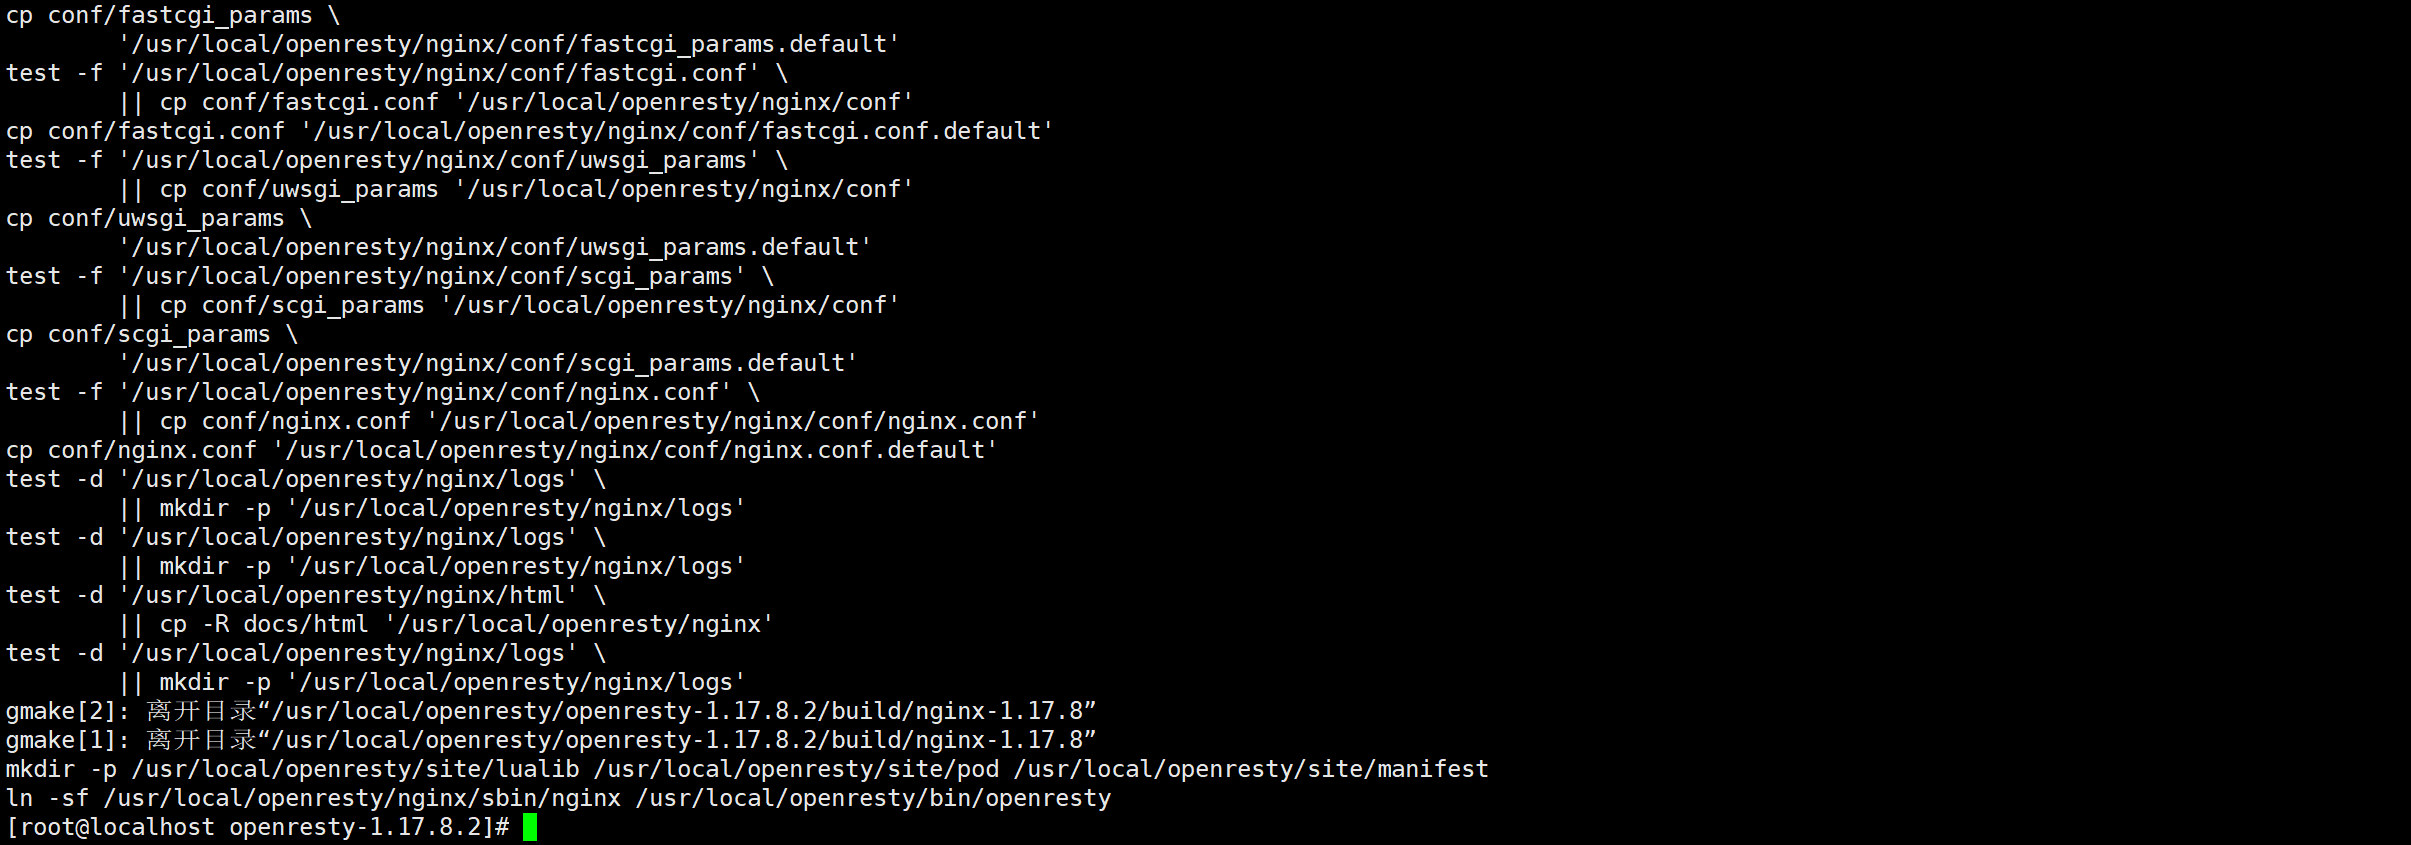 cp conf/fastcgi_params \
        '/usr/local/openresty/nginx/conf/fastcgi_params.default'
test -f '/usr/local/openresty/nginx/conf/fastcgi.conf' \
        || cp conf/fastcgi.conf '/usr/local/openresty/nginx/conf'
cp conf/fastcgi.conf '/usr/local/openresty/nginx/conf/fastcgi.conf.default'
test -f '/usr/local/openresty/nginx/conf/uwsgi_params' \
        || cp conf/uwsgi_params '/usr/local/openresty/nginx/conf'
cp conf/uwsgi_params \
        '/usr/local/openresty/nginx/conf/uwsgi_params.default'
test -f '/usr/local/openresty/nginx/conf/scgi_params' \
        || cp conf/scgi_params '/usr/local/openresty/nginx/conf'
cp conf/scgi_params \
        '/usr/local/openresty/nginx/conf/scgi_params.default'
test -f '/usr/local/openresty/nginx/conf/nginx.conf' \
        || cp conf/nginx.conf '/usr/local/openresty/nginx/conf/nginx.conf'
cp conf/nginx.conf '/usr/local/openresty/nginx/conf/nginx.conf.default'
test -d '/usr/local/openresty/nginx/logs' \
        || mkdir -p '/usr/local/openresty/nginx/logs'
test -d '/usr/local/openresty/nginx/logs' \
        || mkdir -p '/usr/local/openresty/nginx/logs'
test -d '/usr/local/openresty/nginx/html' \
        || cp -R docs/html '/usr/local/openresty/nginx'
test -d '/usr/local/openresty/nginx/logs' \
        || mkdir -p '/usr/local/openresty/nginx/logs'
gmake[2]: 离开目录“/usr/local/openresty/openresty-1.17.8.2/build/nginx-1.17.8”
gmake[1]: 离开目录“/usr/local/openresty/openresty-1.17.8.2/build/nginx-1.17.8”
mkdir -p /usr/local/openresty/site/lualib /usr/local/openresty/site/pod /usr/local/openresty/site/manifest
ln -sf /usr/local/openresty/nginx/sbin/nginx /usr/local/openresty/bin/openresty
[root@localhost openresty-1.17.8.2]#